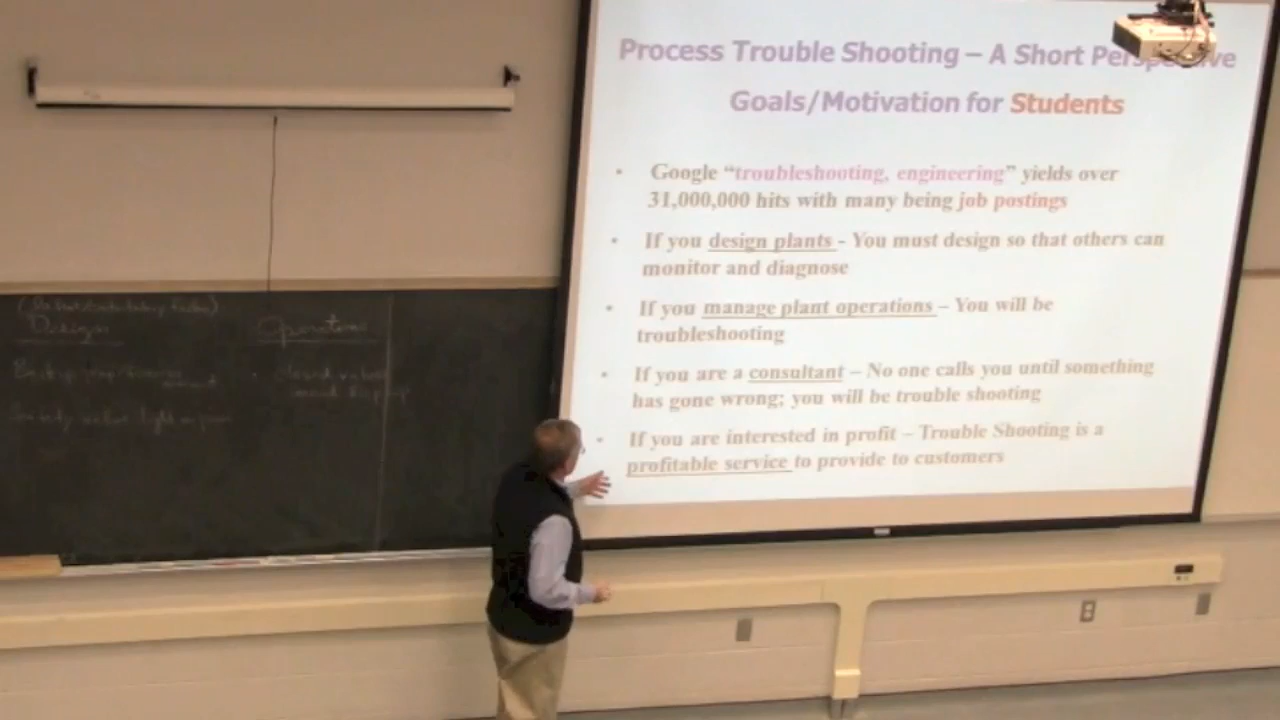 Process Trouble Shooting – A Short Perspective
Goals/Motivation for Students
• Google “troubleshooting, engineering” yields over
31,000,000 hits with many being job postings
• If you design plants - You must design so that others can
monitor and diagnose
• If you manage plant operations – You will be
troubleshooting
• If you are a consultant – No one calls you until something
has gone wrong; you will be trouble shooting
• If you are interested in profit – Trouble Shooting is a
profitable service to provide to customers
Design
Operations
closed valve